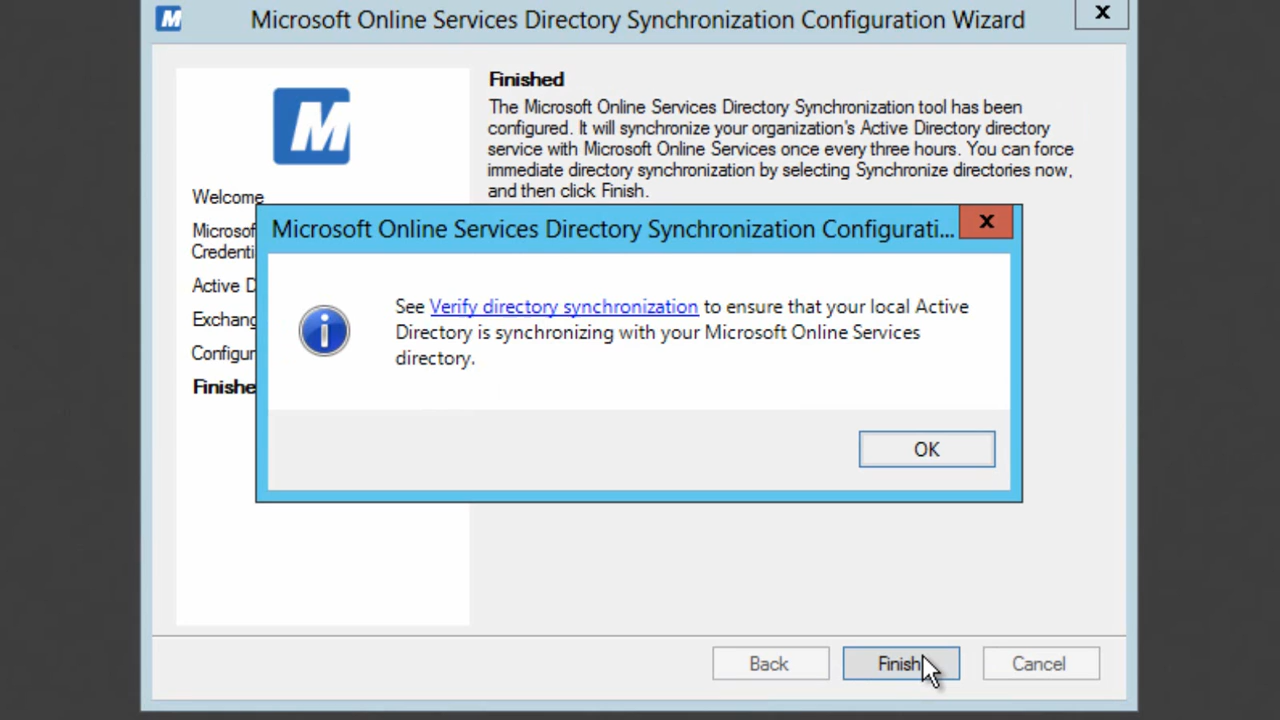 Microsoft Online Services Directory Synchronization Configuration Wizard
X
M
Finished
The Microsoft Online Services Directory Synchronization tool has been
configured. It will synchronize your organization's Active Directory directory
service with Microsoft Online Services once every three hours. You can force
immediate directory synchronization by selecting Synchronize directories now,
and then click Finish.
Welcome
Microsof
Credenti
Active D
Exchang
Configur
Finishe
Microsoft Online Services Directory Synchronization Configurati...
X
See Verify directory synchronization to ensure that your local Active
Directory is synchronizing with your Microsoft Online Services
directory.
OK
Back
Finish
Cancel